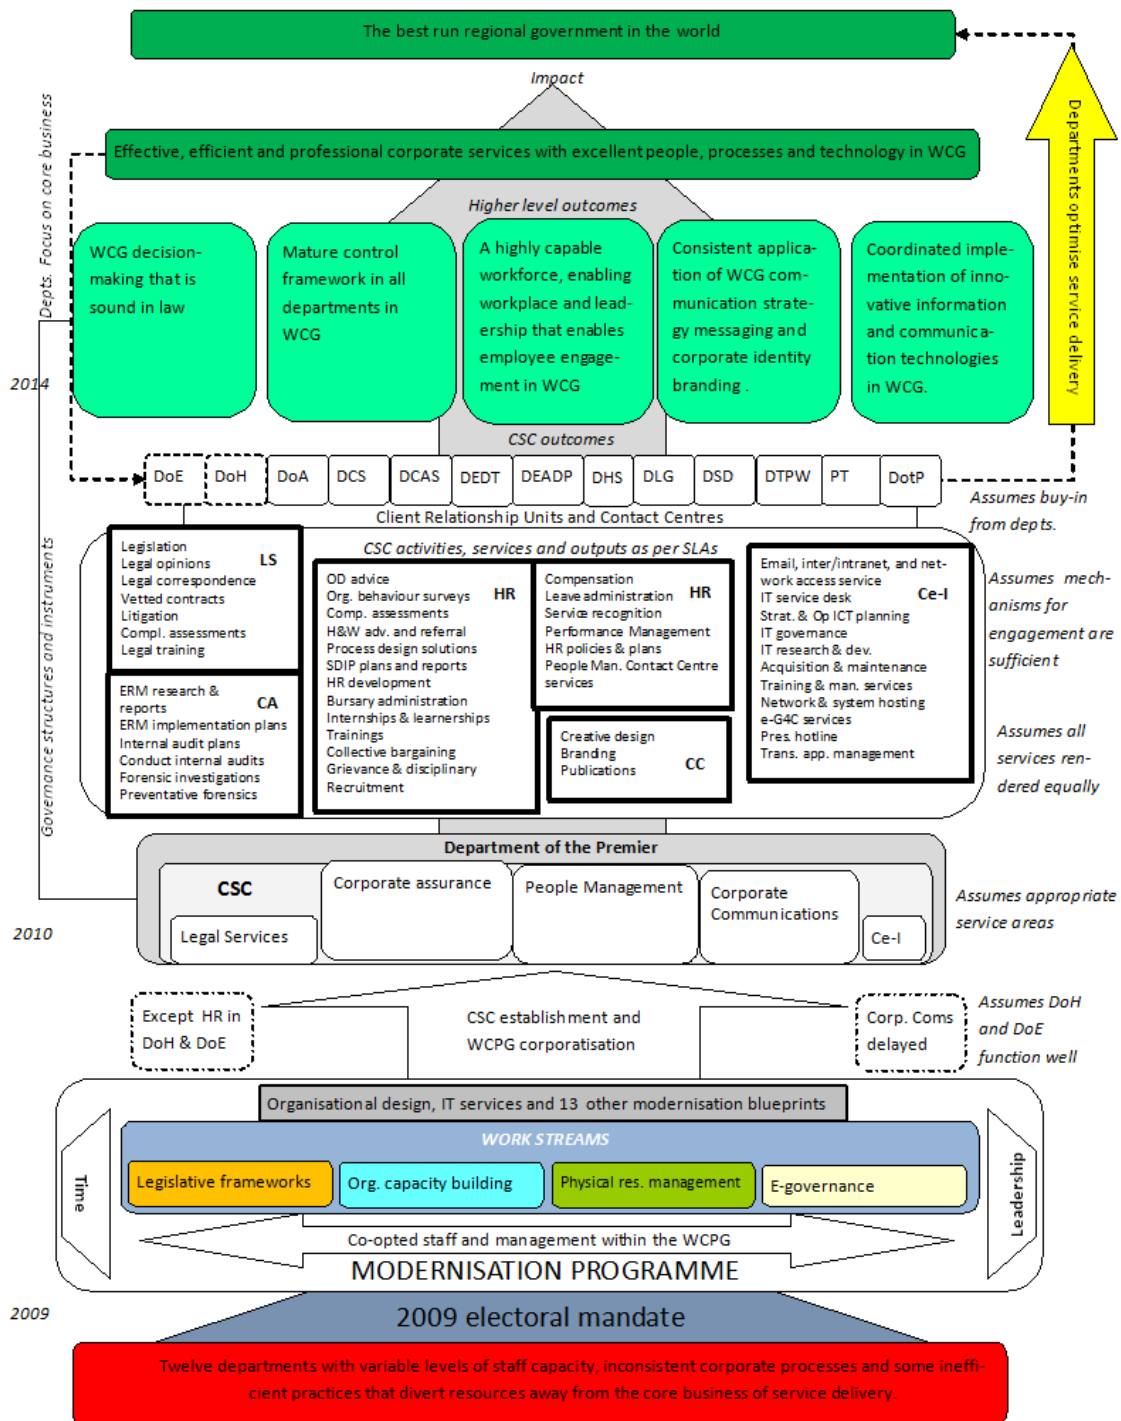 The best run regional government in the world
Impact
Effective, efficient and professional corporate services with excellent people, processes and technology in WCG
Higher level outcomes
Depts. Focus on core business
Departments optimise service delivery
WCG decision-
making that is
sound in law
Mature control
framework in all
departments in
WCG
A highly capable
workforce, enabling
workplace and lead-
ership that enables
employee engage-
ment in WCG
Consistent applica-
tion of WCG com-
munication strate-
gy messaging and
corporate identity
branding .
Coordinated imple-
mentation of inno-
vative information
and communica-
tion technologies
in WCG.
2014
CSC outcomes
DoE
DoH
DoA
DCS
DCAS
DEDT
DEADP
DHS
DLG
DSD
DTPW
PT
DotP
Assumes buy-in
from depts.
Client Relationship Units and Contact Centres
CSC activities, services and outputs as per SLAs
Governance structures and instruments
Legislation
Legal opinions
LS
Legal correspondence
Vetted contracts
Litigation
Compl. assessments
Legal training
ERM research &
CA
reports
ERM implementation plans
Internal audit plans
Conduct internal audits
Forensic investigations
Preventative forensics
OD advice
Org. behaviour surveys
HR
Comp. assessments
H&W adv. and referral
Process design solutions
SDIP plans and reports
HR development
Bursary administration
Internships & learnerships
Trainings
Collective bargaining
Grievance & disciplinary
Recruitment
Compensation
Leave administration
HR
Service recognition
Performance Management
HR policies & plans
People Man. Contact Centre
services
Creative design
Branding
CC
Publications
Email, inter/intranet, and net-
work access service
IT service desk
Ce-I
Strat. & Op ICT planning
IT governance
IT research & dev.
Acquisition & maintenance
Training & man. services
Network & system hosting
e-G4C services
Pres. hotline
Trans. app. management
Assumes mech-
anisms for
engagement are
sufficient
Assumes all
services ren-
dered equally
Department of the Premier
CSC
Legal Services
Corporate assurance
People Management
Corporate
Communications
Ce-I
Assumes appropriate
service areas
2010
Except HR in
DoH & DoE
CSC establishment and
WCPG corporatisation
Corp. Coms
delayed
Assumes DoH
and DoE
function well
Organisational design, IT services and 13 other modernisation blueprints
WORK STREAMS
Legislative frameworks
Org. capacity building
Physical res. management
E-governance
Time
Leadership
Co-opted staff and management within the WCPG
MODERNISATION PROGRAMME
2009
2009 electoral mandate
Twelve departments with variable levels of staff capacity, inconsistent corporate processes and some ineffi-
cient practices that divert resources away from the core business of service delivery.